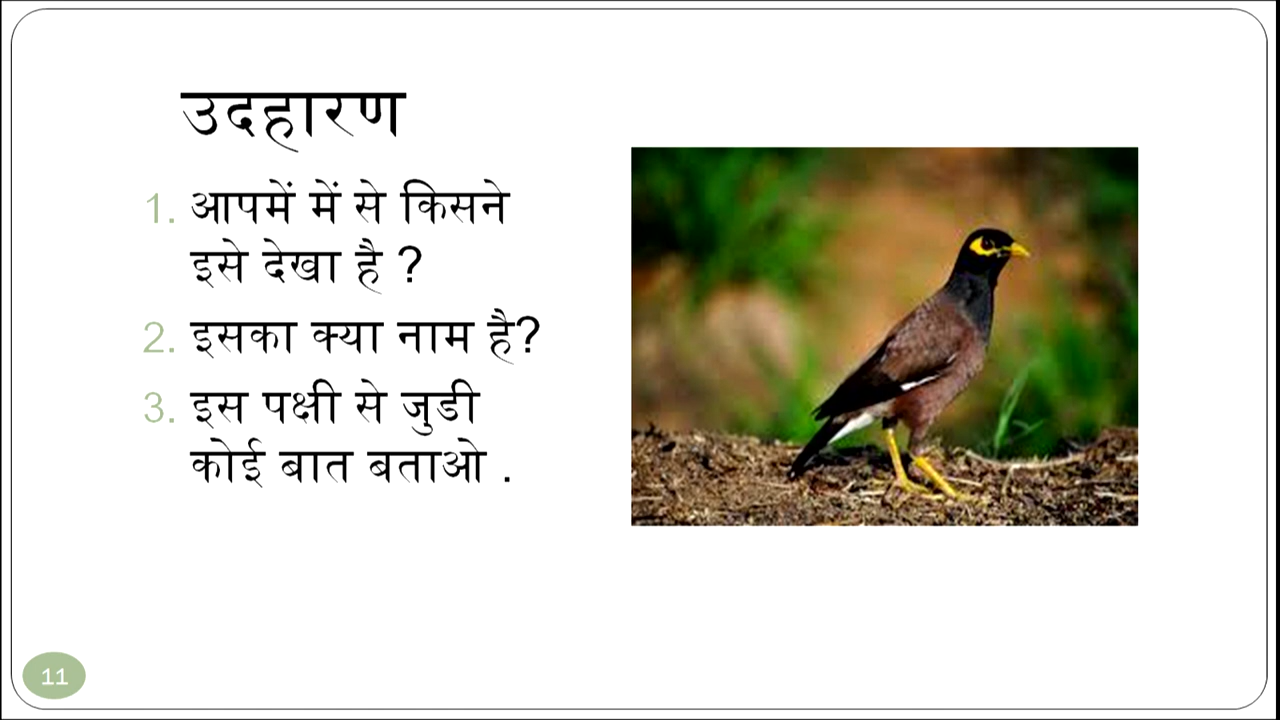 उदहारण
1. आपमें में से किसने
इसे देखा है ?
2. इसका क्या नाम है?
3. इस पक्षी से जुडी
कोई बात बताओ .
11